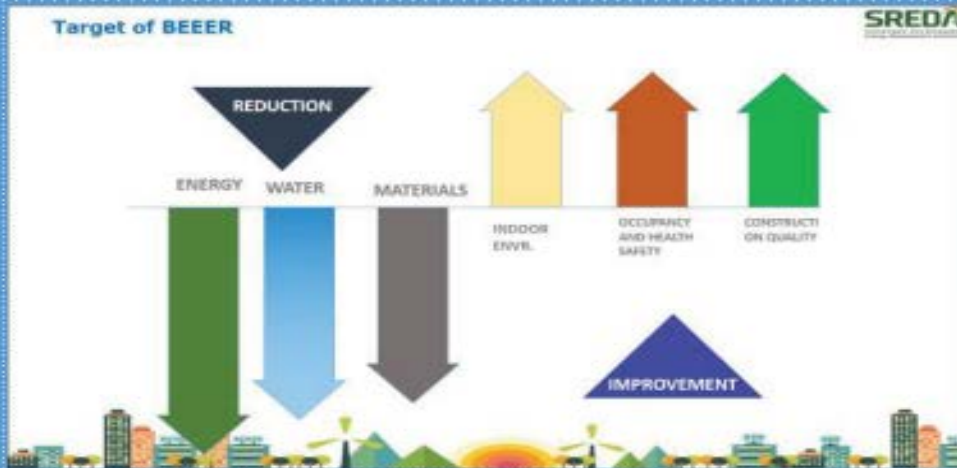 Target of BEEER
SREDA
REDUCTION
ENERGY
WATER
MATERIALS
INDOOR
ENVR.
OCCUPANCY
AND HEALTH
SAFETY
CONSTRUCTI
ON QUALITY
IMPROVEMENT